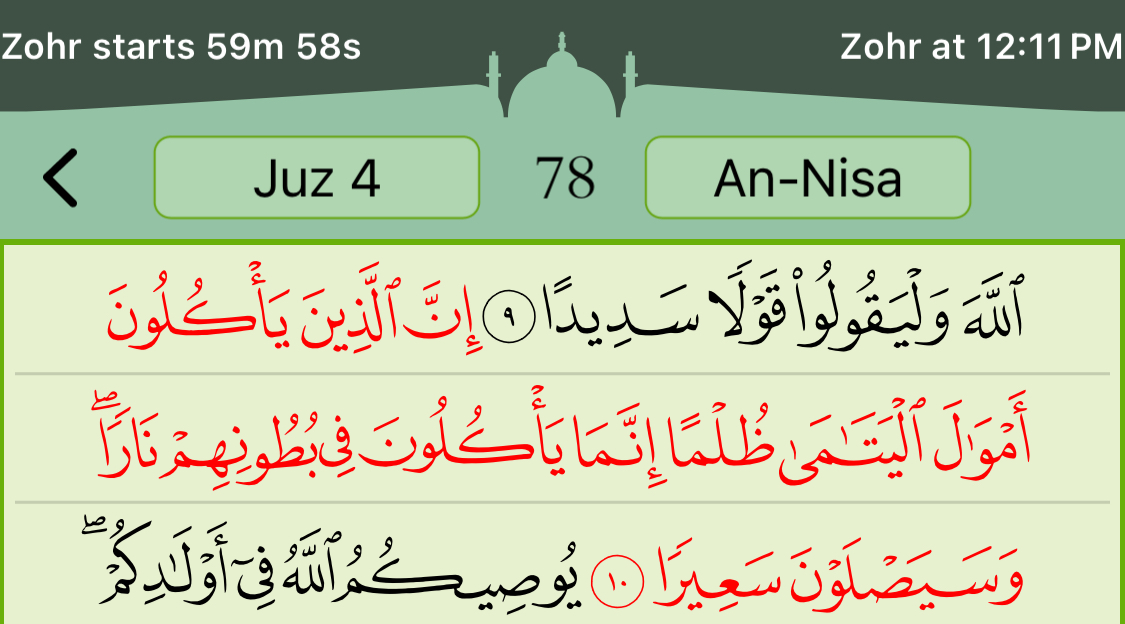 Zohr starts 59m 58s
Zohr at 12:11 PM
Juz 4
78
An-Nisa
ٱللَّهَ وَلۡيَقُولُواْ قَوۡلٗا سَدِيدًا ٩ إِنَّ ٱلَّذِينَ يَأۡكُلُونَ
أَمۡوَٰلَ ٱلۡيَتَٰمَىٰ ظُلۡمًا إِنَّمَا يَأۡكُلُونَ فِي بُطُونِهِمۡ نَارٗاۖ
وَسَيَصۡلَوۡنَ سَعِيرٗا ١٠ يُوصِيكُمُ ٱللَّهُ فِيٓ أَوۡلَٰدِكُمۡۖ